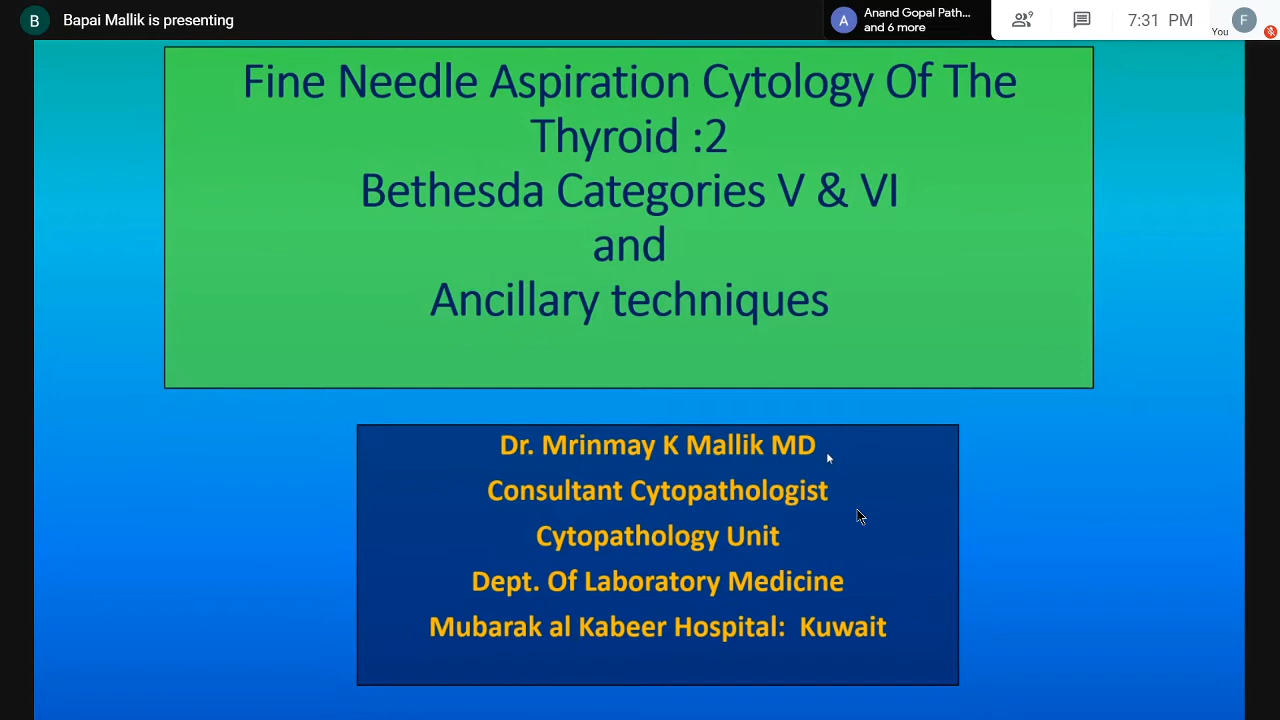 B Bapai Mallik is presenting
A Anand Gopal Path...
and 6 more
9
7:31 PM
You
F
Fine Needle Aspiration Cytology Of The
Thyroid :2
Bethesda Categories V & VI
and
Ancillary techniques
Dr. Mrinmay K Mallik MD
Consultant Cytopathologist
Cytopathology Unit
Dept. Of Laboratory Medicine
Mubarak al Kabeer Hospital: Kuwait